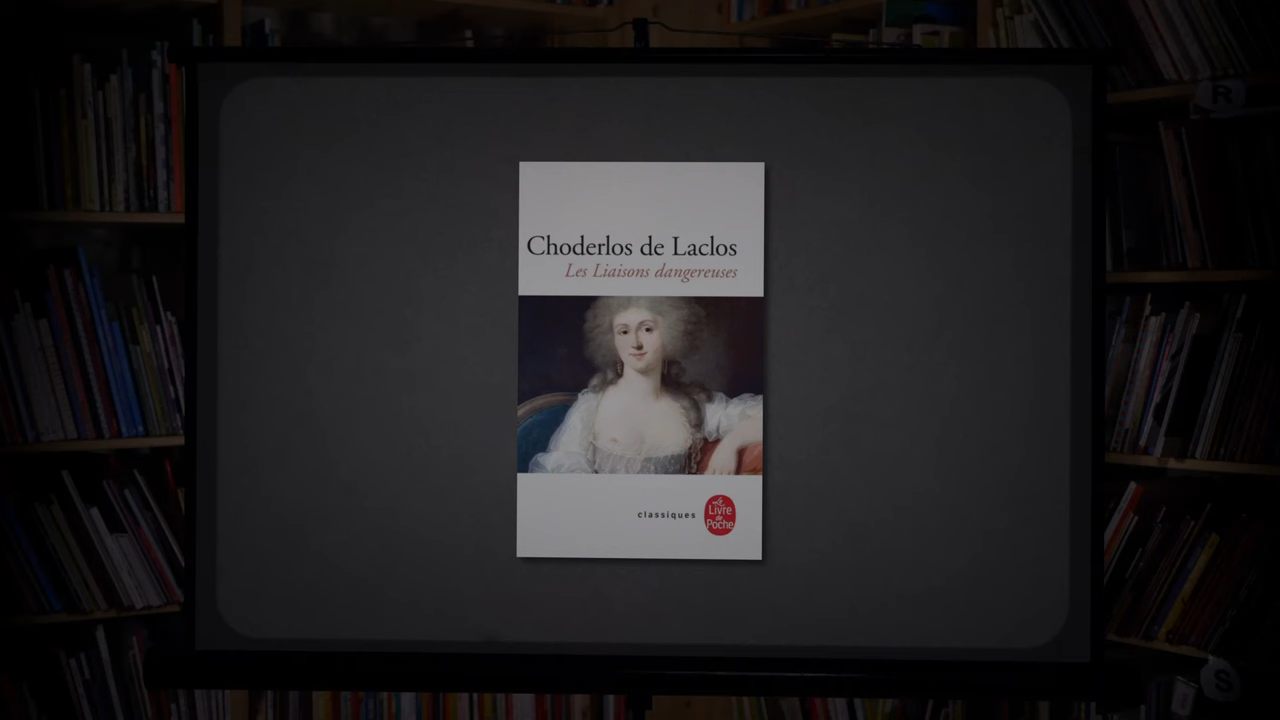 R
Choderlos de Laclos
Les Liaisons dangereuses
classiques
Le
Livre
de
Poche
S